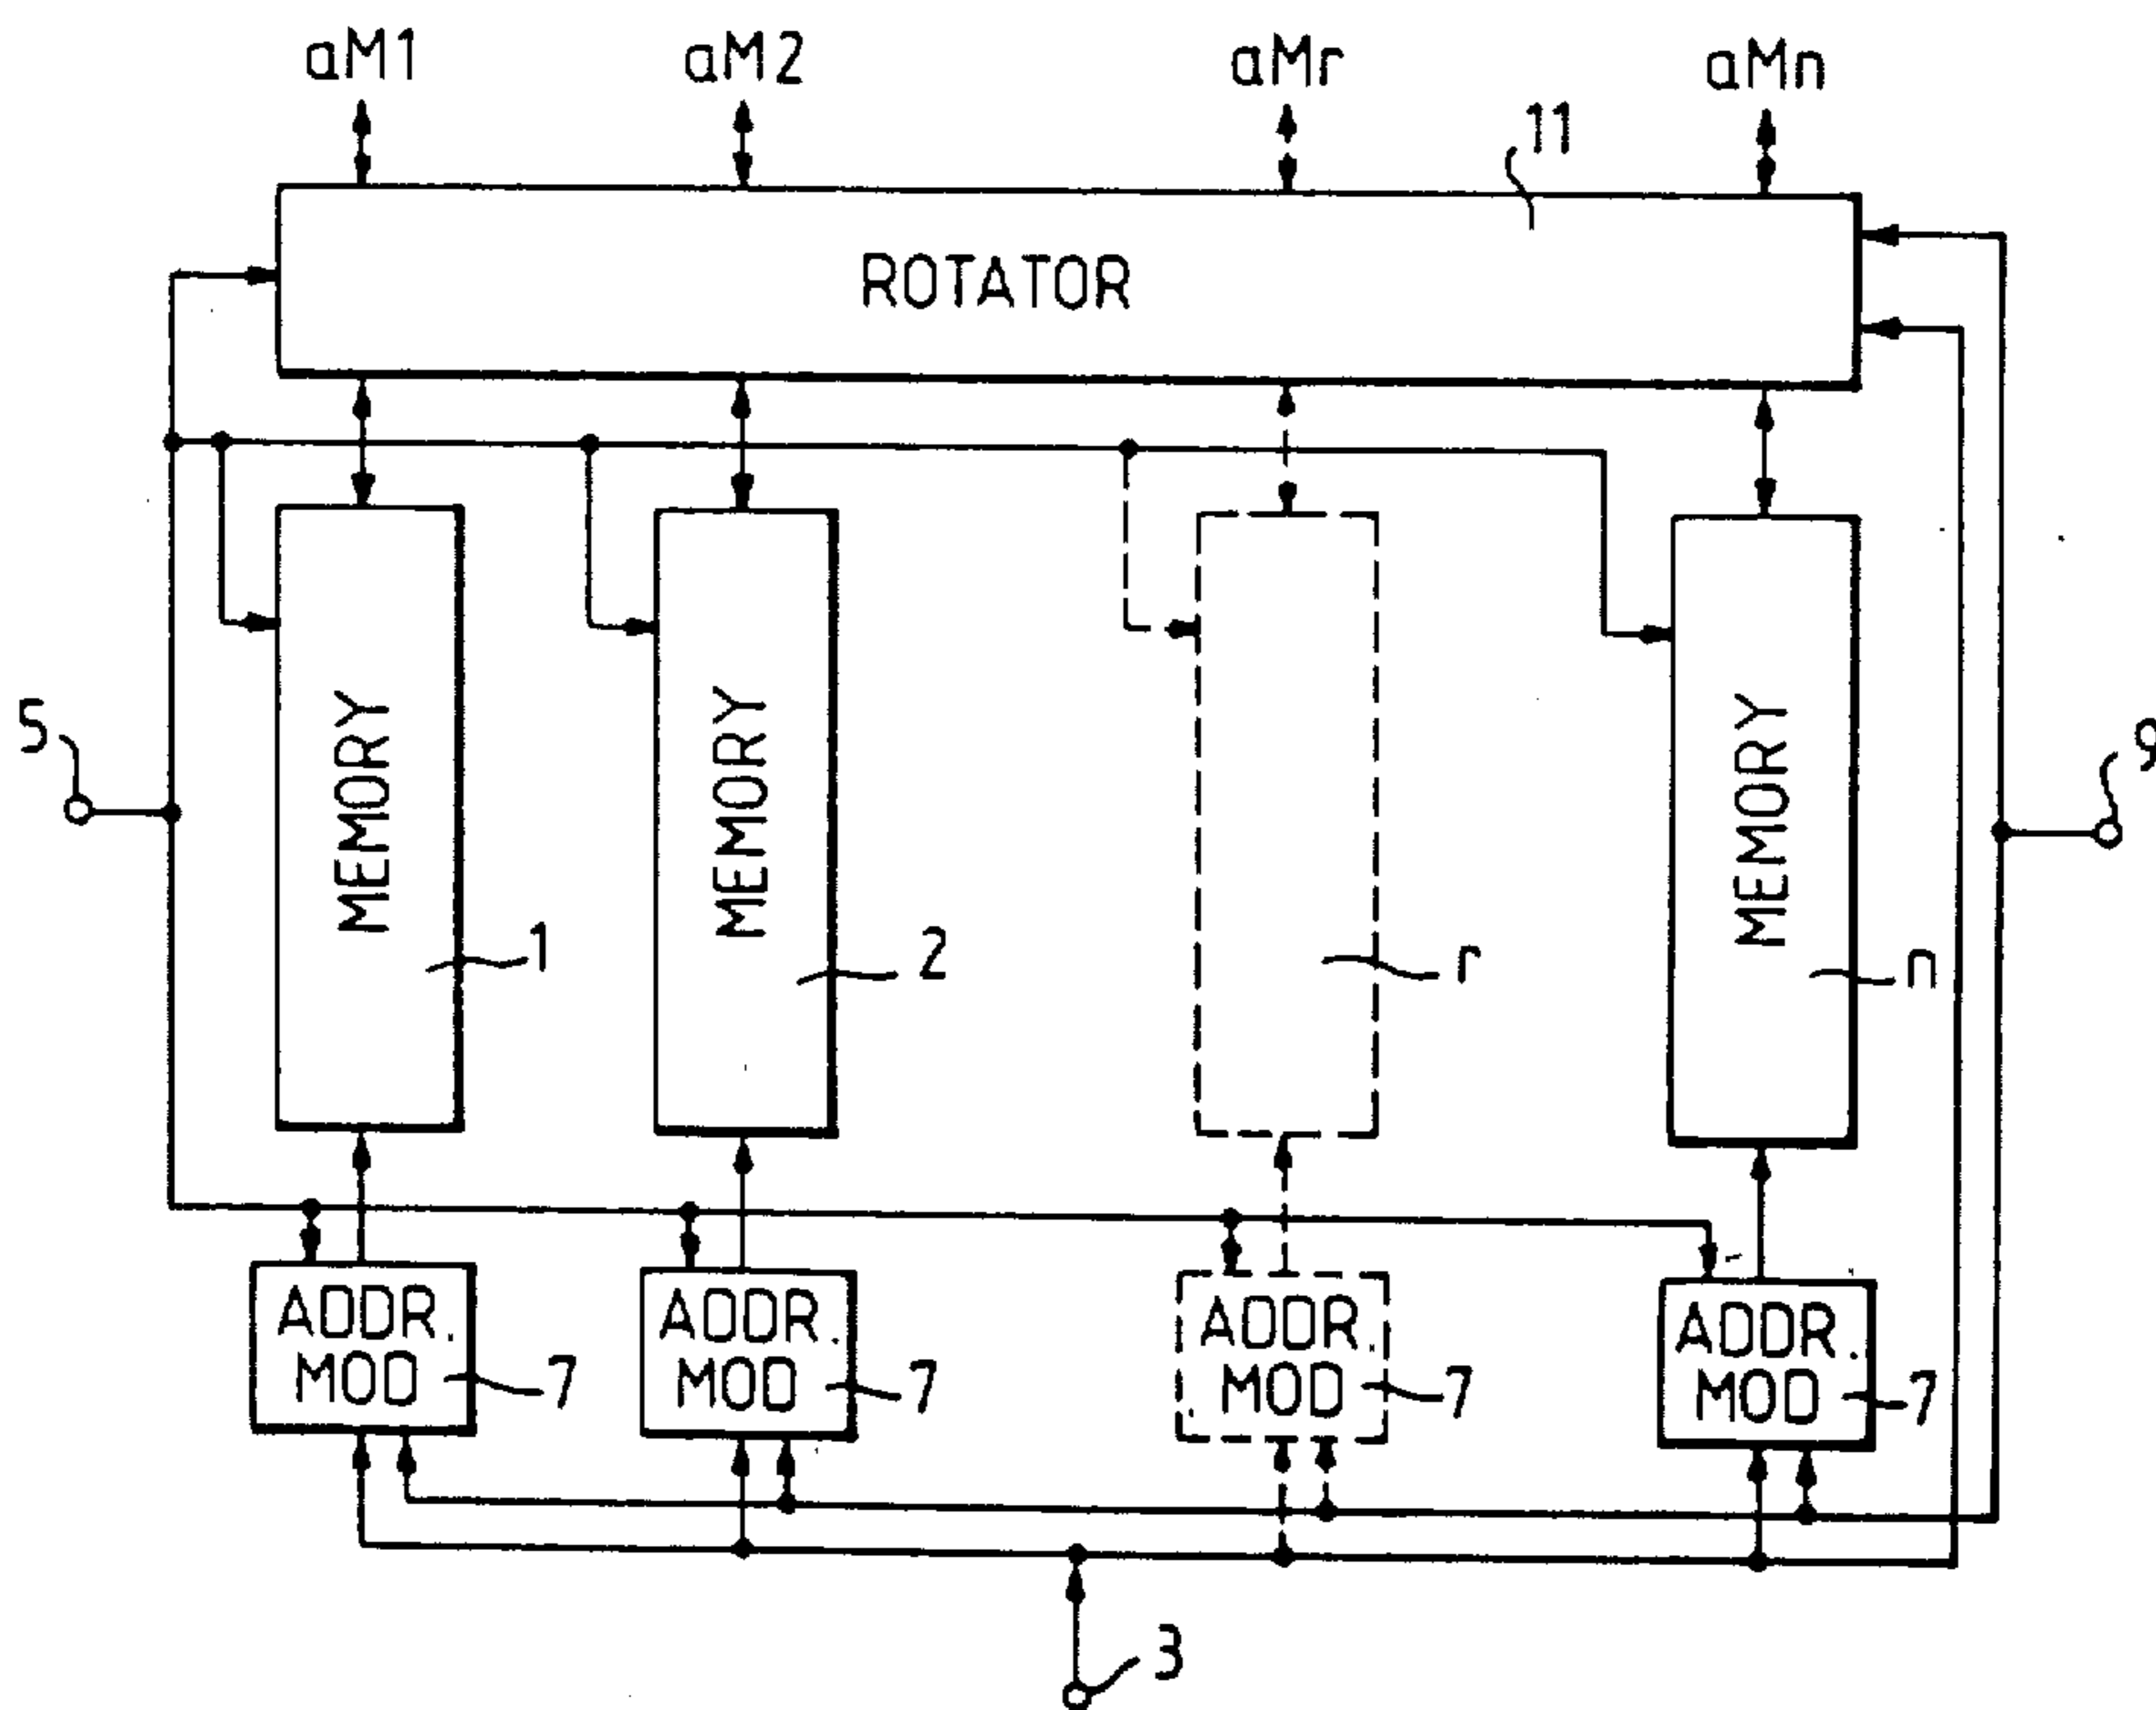 aM1 aM2 aMr aMn
11
ROTATOR
5
MEMORY
MEMORY
MEMORY
9
1
2
r
n
ADDR.
MOD
7
ADDR.
MOD
7
ADDR.
MOD
7
ADDR.
MOD
7
3